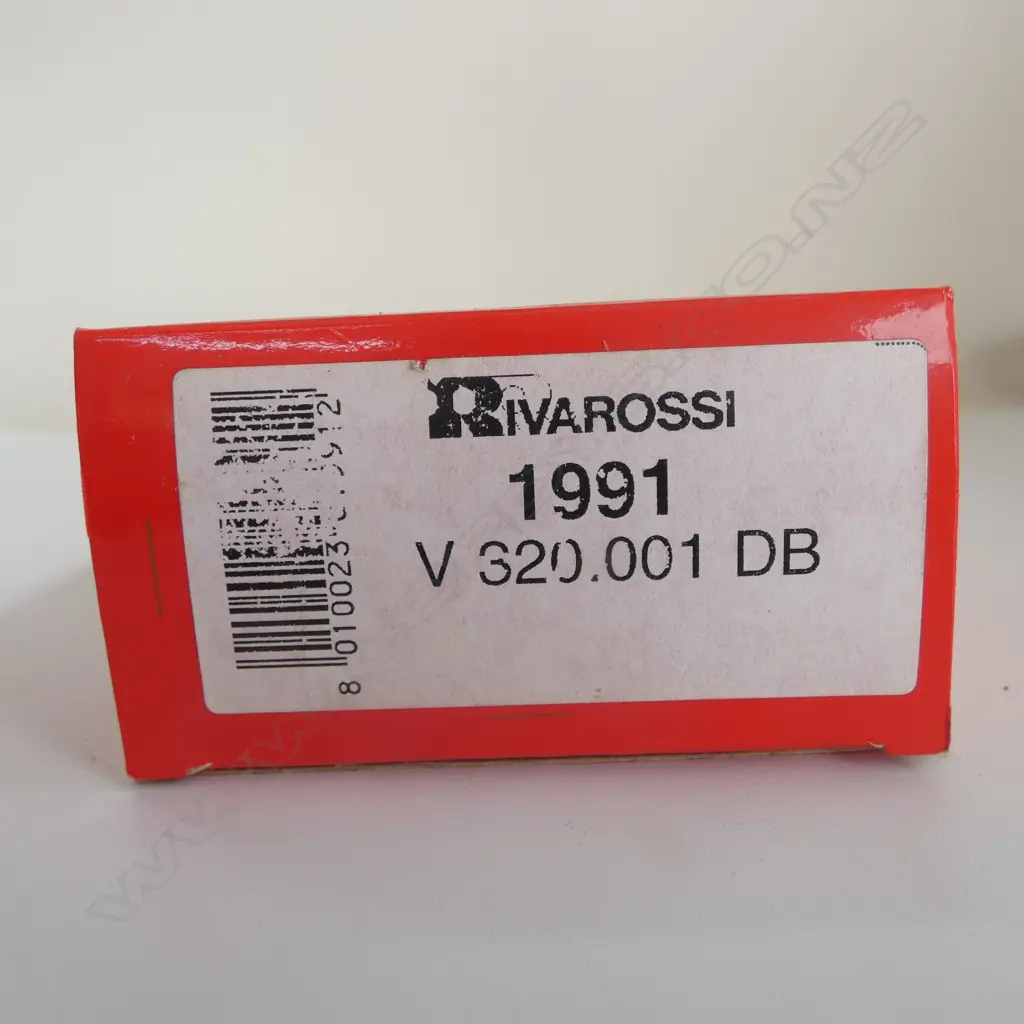 RIVAROSSI
1991
V 320.001 DB